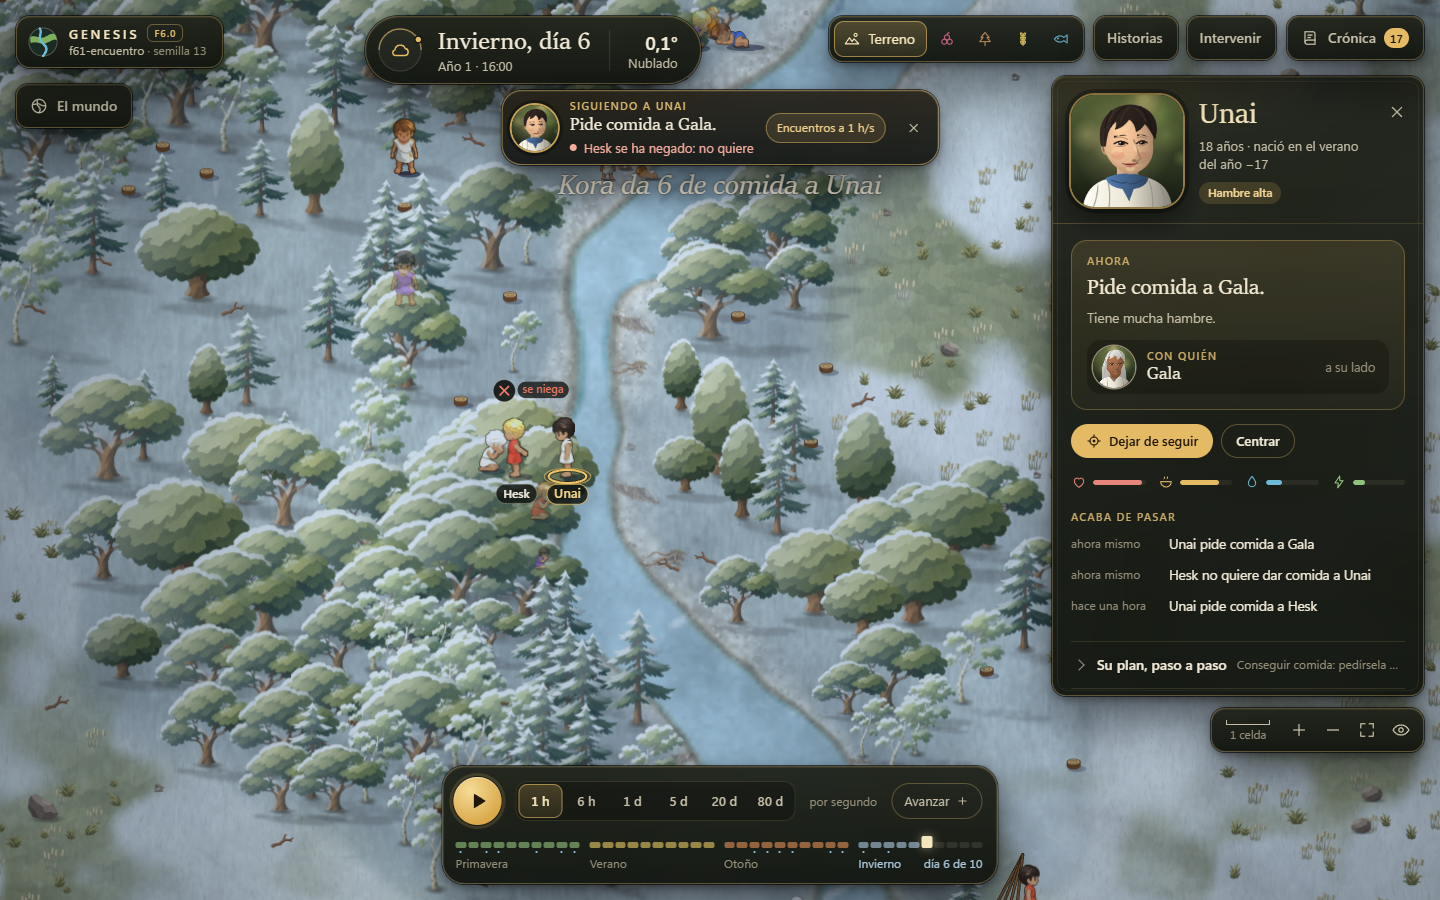 GENESIS F6.0
f61-encuentro · semilla 13
El mundo
Invierno, día 6
Año 1 · 16:00
0,1°
Nublado
Terreno
Historias
Intervenir
Crónica 17
SIGUIENDO A UNAI
Pide comida a Gala.
Hesk se ha negado: no quiere
Encuentros a 1 h/s
Kora da 6 de comida a Unai
se niega
Hesk
Unai
Unai
18 años · nació en el verano
del año −17
Hambre alta
AHORA
Pide comida a Gala.
Tiene mucha hambre.
CON QUIÉN
Gala
a su lado
Dejar de seguir
Centrar
ACABA DE PASAR
ahora mismo Unai pide comida a Gala
ahora mismo Hesk no quiere dar comida a Unai
hace una hora Unai pide comida a Hesk
Su plan, paso a paso Conseguir comida: pedírsela ...
1 celda
1 h 6 h 1 d 5 d 20 d 80 d por segundo Avanzar +
Primavera Verano Otoño Invierno día 6 de 10